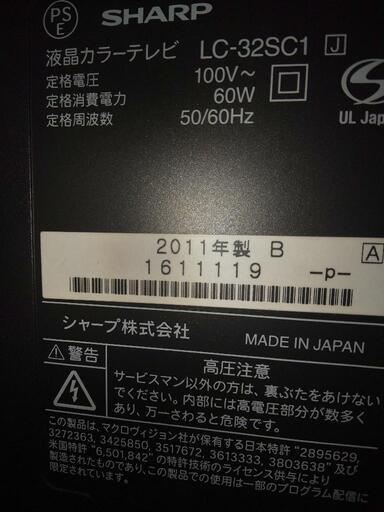 PS
E
SHARP
液晶カラーテレビ LC-32SC1 J
定格電圧 100V～
定格消費電力 60W
定格周波数 50/60Hz
UL Jap
2011年製 B
A
1611119 -p-
シャープ株式会社 MADE IN JAPAN
警告
高圧注意
サービスマン以外の方は、裏ぶたをあけない
でください。内部には高電圧部分が数多く
あり、万一さわると危険です。
この製品は、マクロヴィジョン社が保有する日本特許 "2895629,
3272363, 3425850, 3517672, 3613333, 3803638" 及び
米国特許 "6,501,842" の特許技術のライセンス供与により
製造されたものであり、この製品での使用は一部のプログラム配信に